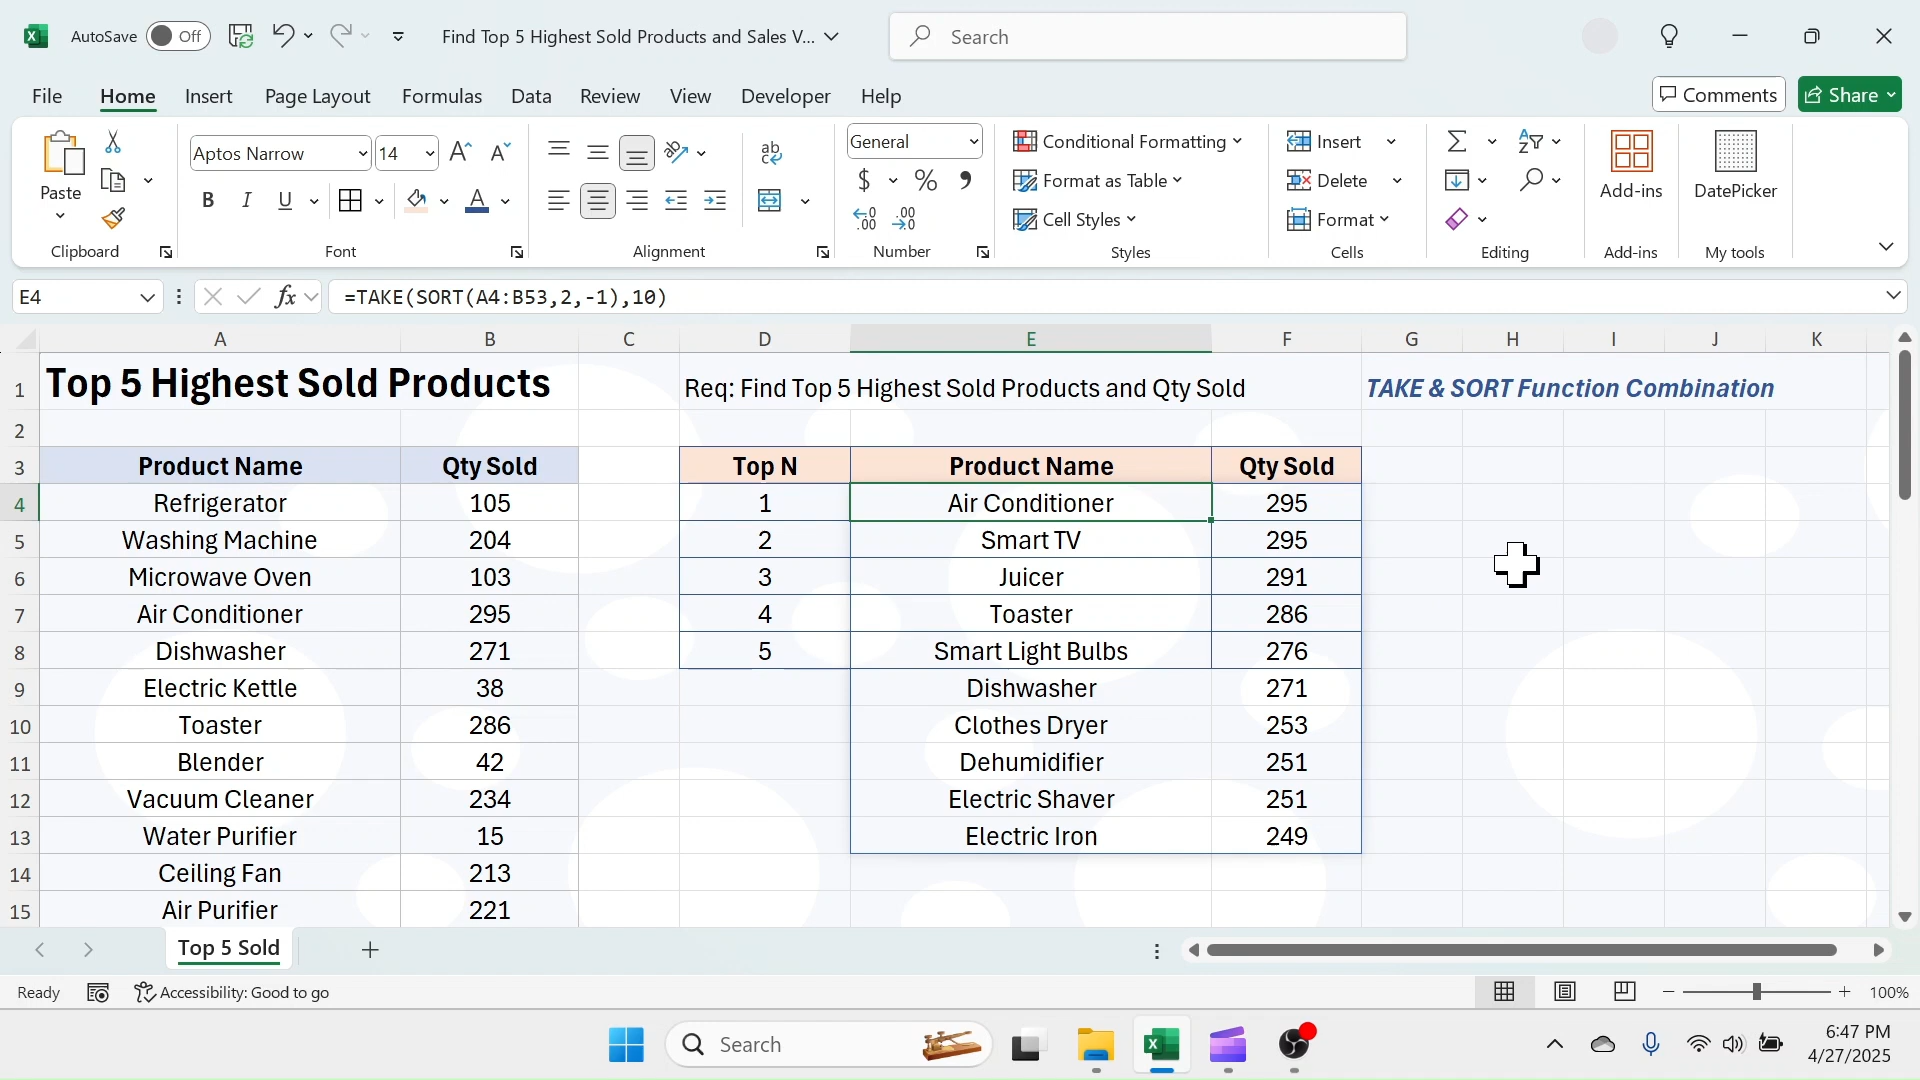 AutoSave Off Find Top 5 Highest Sold Products and Sales V... Search
File Home Insert Page Layout Formulas Data Review View Developer Help Comments Share
Paste
Clipboard
Aptos Narrow 14
B I U
Font
ab
Alignment
General
$ % 9
.00 .00
Number
Conditional Formatting
Format as Table
Cell Styles
Styles
Insert
Delete
Format
Cells
Editing
Add-ins
Add-ins
DatePicker
My tools
E4 fx =TAKE(SORT(A4:B53,2,-1),10)
A B C D E F G H I J K
1 Top 5 Highest Sold Products Req: Find Top 5 Highest Sold Products and Qty Sold TAKE & SORT Function Combination
2
3 Product Name Qty Sold Top N Product Name Qty Sold
4 Refrigerator 105 1 Air Conditioner 295
5 Washing Machine 204 2 Smart TV 295
6 Microwave Oven 103 3 Juicer 291
7 Air Conditioner 295 4 Toaster 286
8 Dishwasher 271 5 Smart Light Bulbs 276
9 Electric Kettle 38 Dishwasher 271
10 Toaster 286 Clothes Dryer 253
11 Blender 42 Dehumidifier 251
12 Vacuum Cleaner 234 Electric Shaver 251
13 Water Purifier 15 Electric Iron 249
14 Ceiling Fan 213
15 Air Purifier 221
Top 5 Sold
Ready Accessibility: Good to go 100%
Search 6:47 PM
4/27/2025